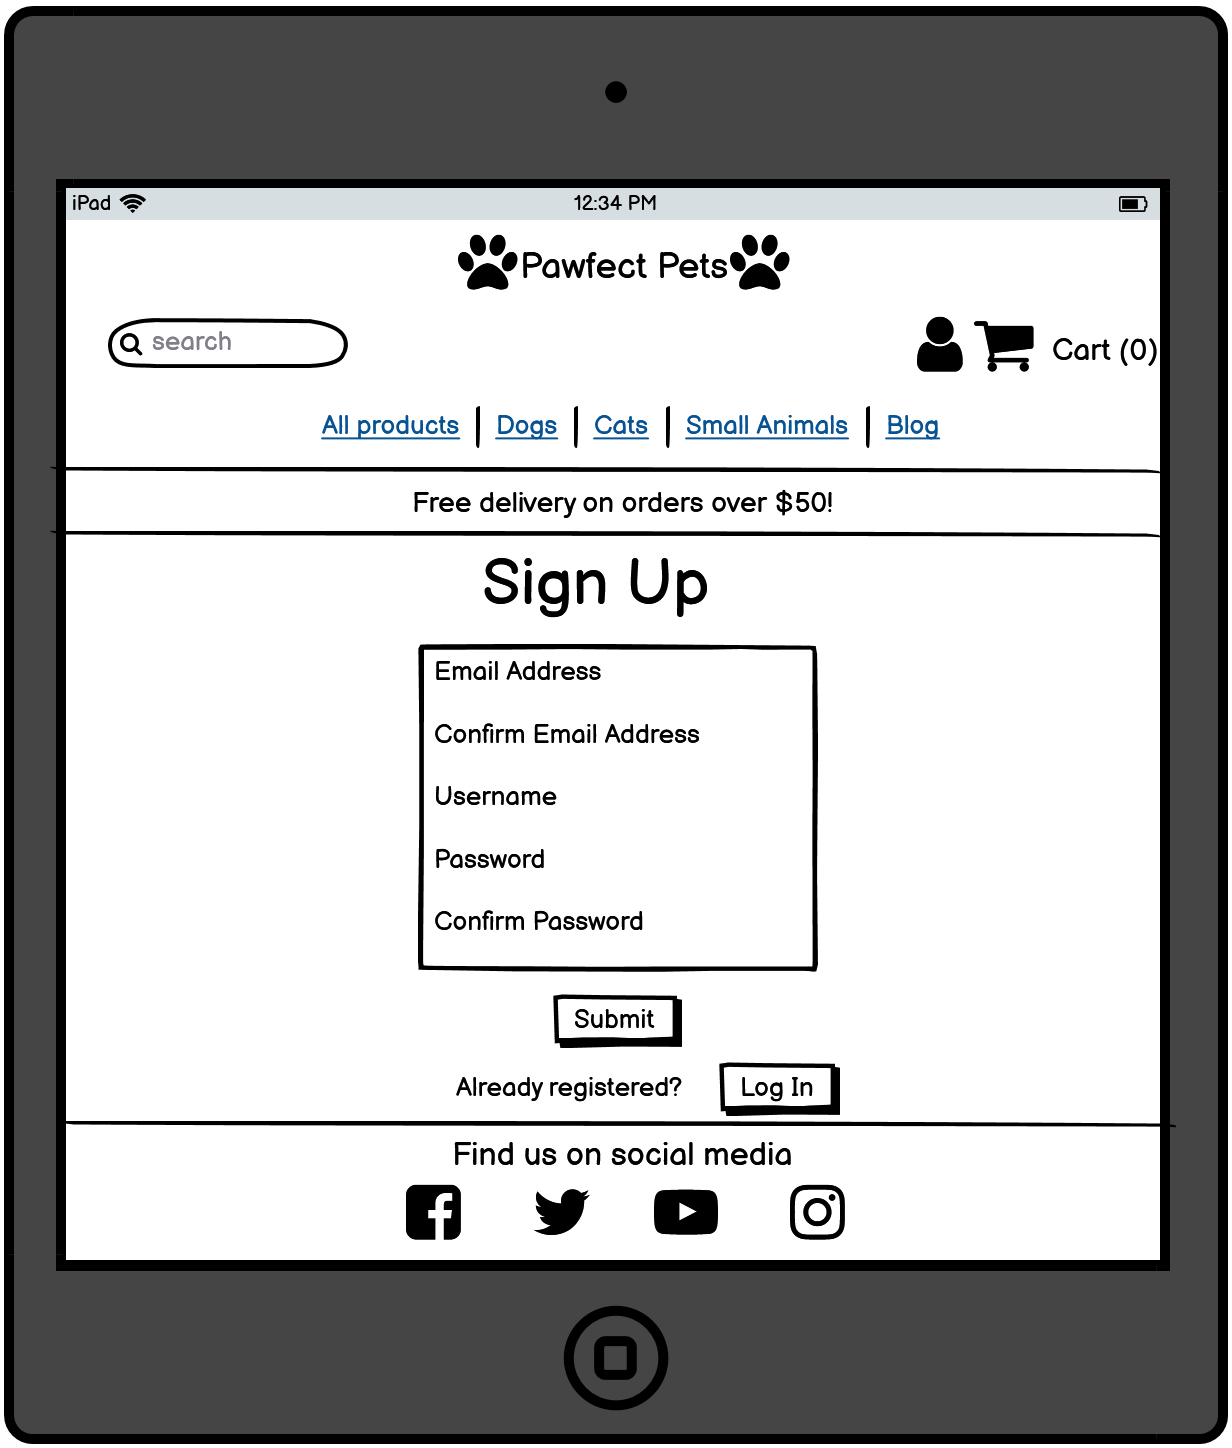 iPad 12:34 PM
Pawfect Pets
search Cart (0)
All products Dogs Cats Small Animals Blog
Free delivery on orders over $50!
Sign Up
Email Address
Confirm Email Address
Username
Password
Confirm Password
Submit
Already registered? Log In
Find us on social media